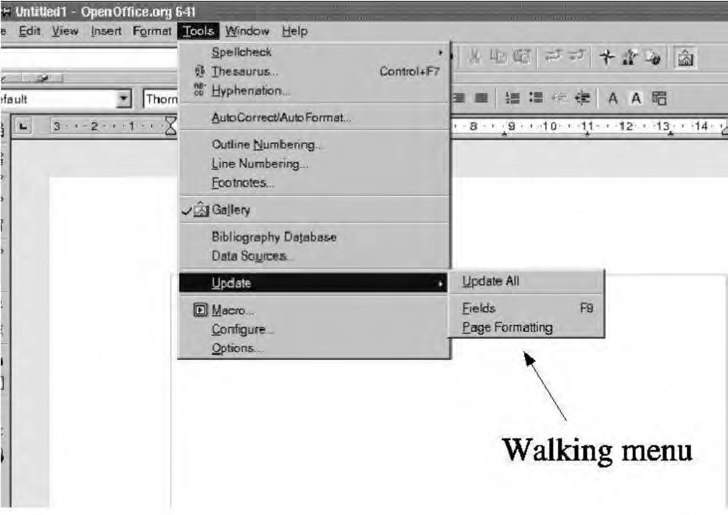 Untitled1 - OpenOffice.org 641
Edit View Insert Format Tools Window Help
Spellcheck
Thesaurus... Control+F7
Hyphenation...
AutoCorrect/AutoFormat...
Outline Numbering...
Line Numbering...
Footnotes...
Gallery
Bibliography Database
Data Sources...
Update
Macro...
Configure...
Options...
Update All
Fields F9
Page Formatting
efault
Thorn
A A
3 2 1
8 9 10 11 12 13 14
Walking menu